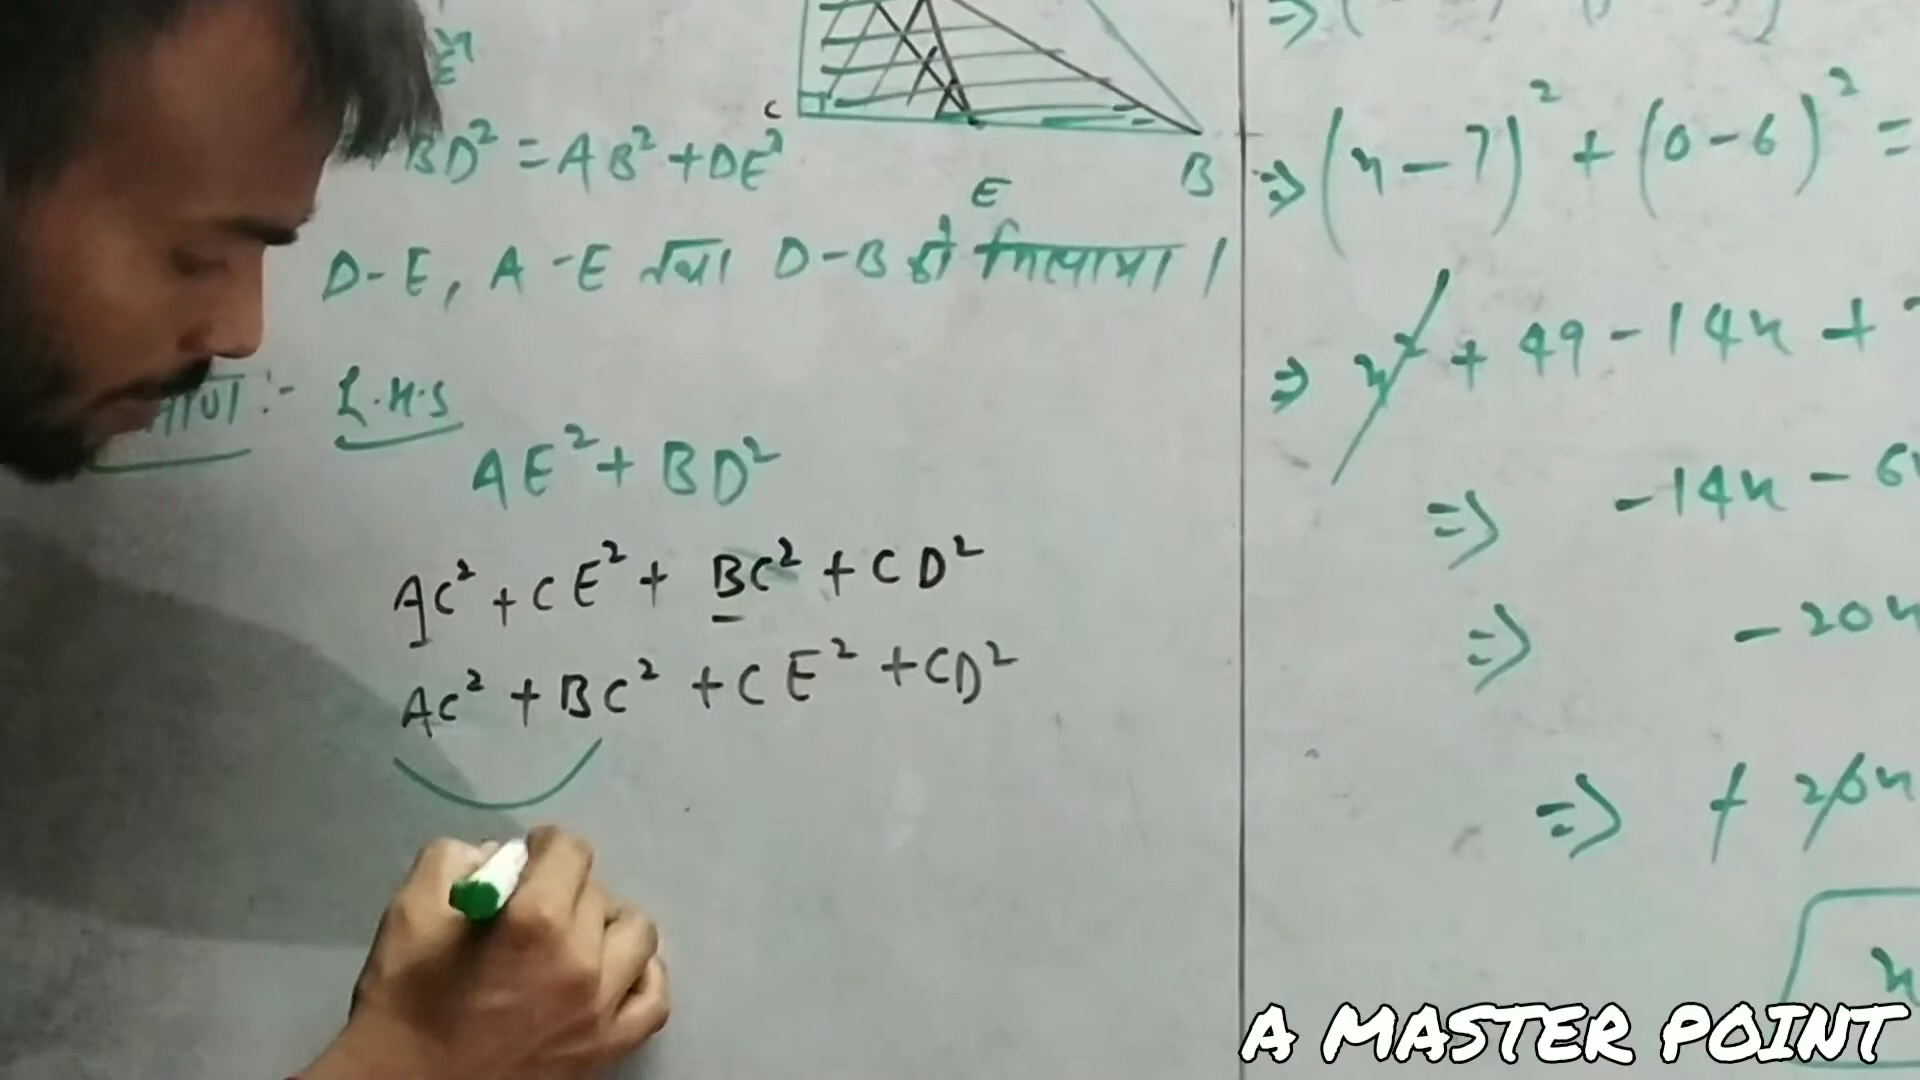 C
BD² = AB² + DE²
E
B
D-E, A-E तथा D-B को मिलाया।
L.H.S
AE² + BD²
AC² + CE² + BC² + CD²
AC² + BC² + CE² + CD²
⇒ (x - 7)² + (0 - 6)² =
⇒ x² + 49 - 14x +
⇒ -14x - 6
⇒ -20x
⇒ + 20x
x
A MASTER POINT